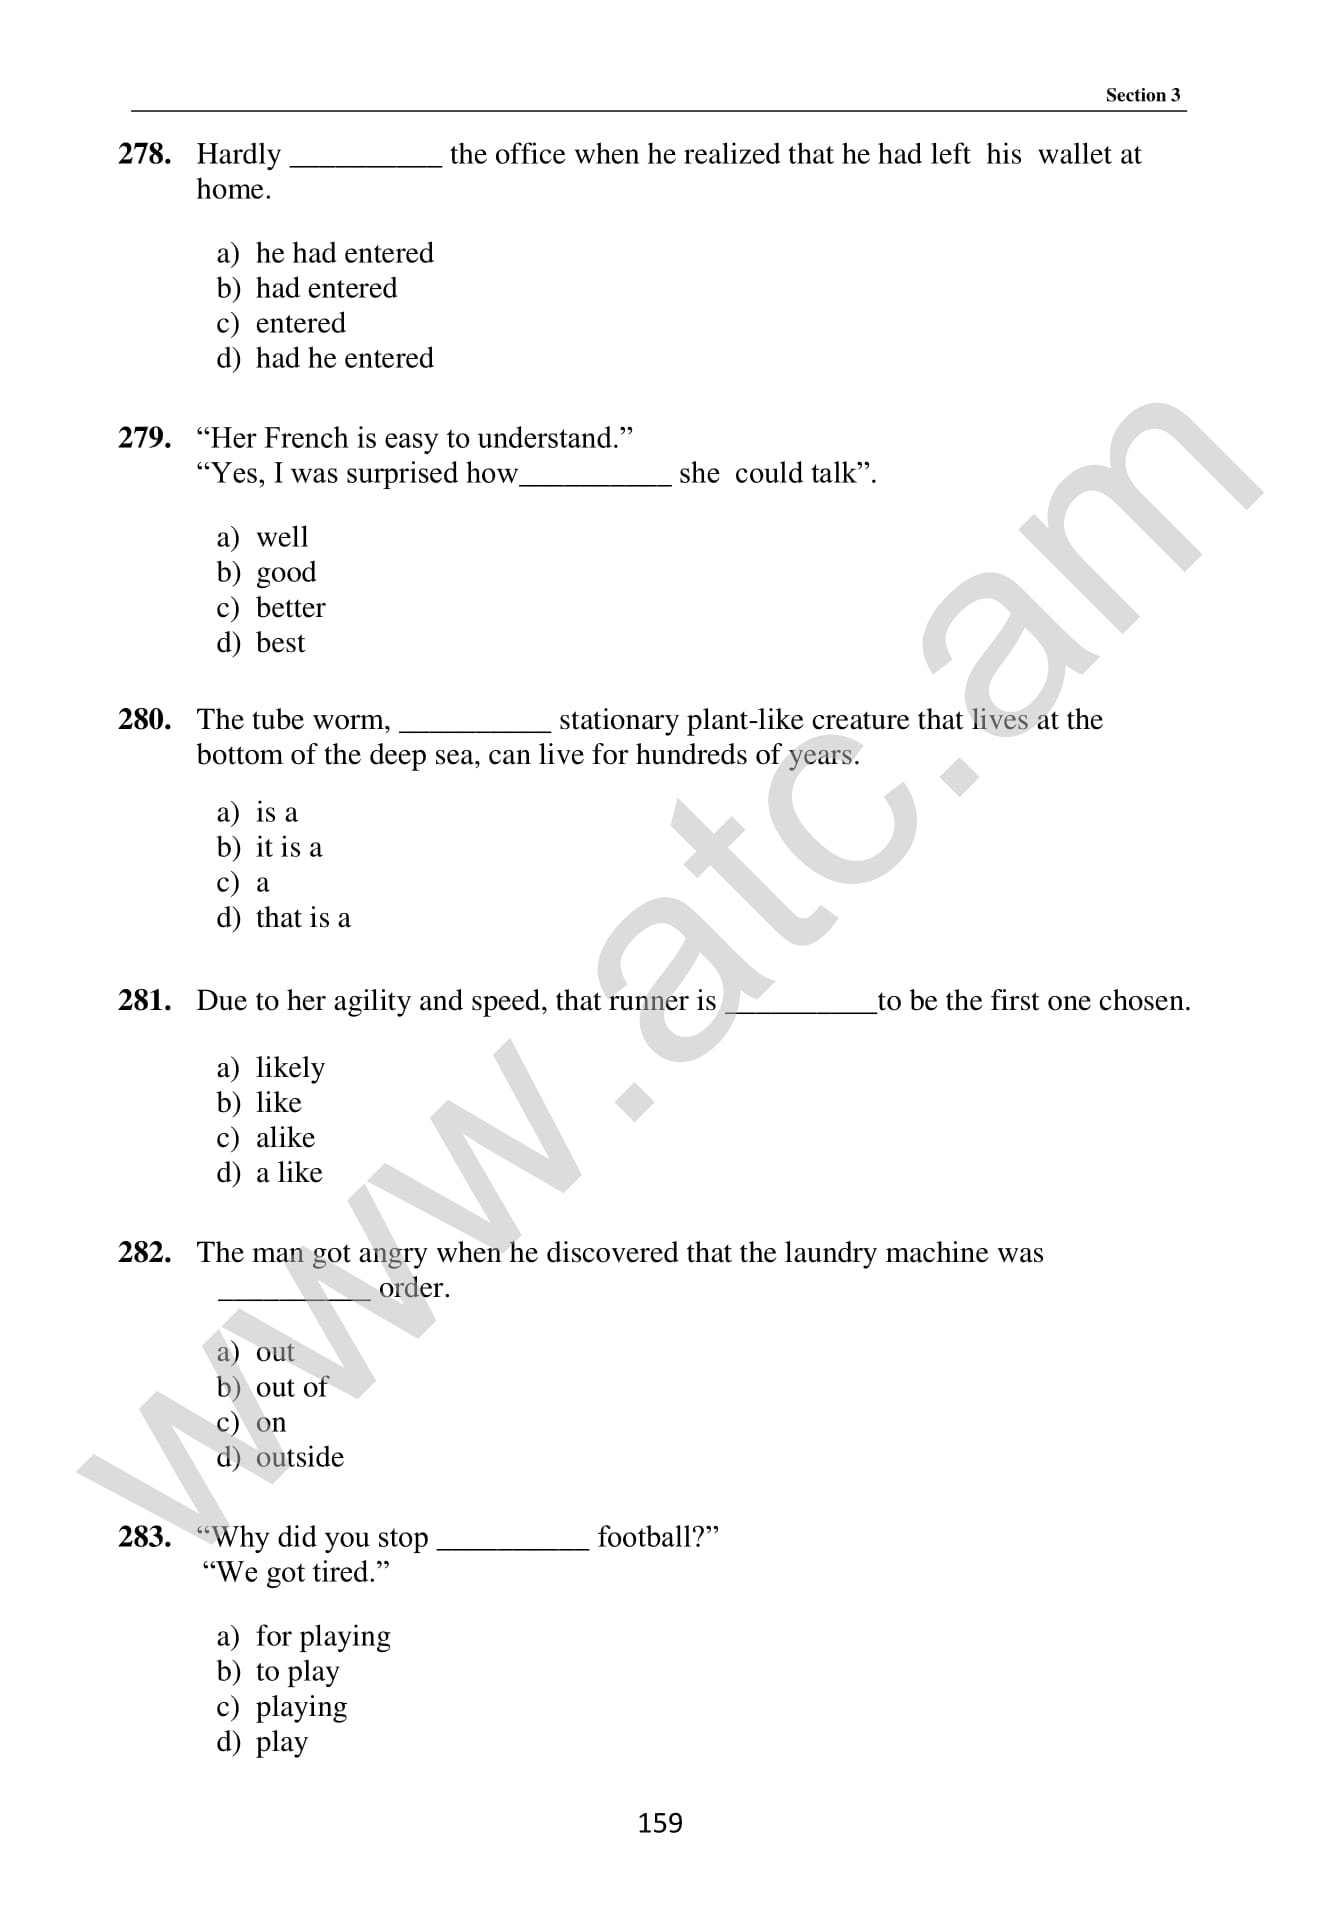 Section 3
278. Hardly __________ the office when he realized that he had left his wallet at
home.
a) he had entered
b) had entered
c) entered
d) had he entered
279. “Her French is easy to understand.”
“Yes, I was surprised how__________ she could talk”.
a) well
b) good
c) better
d) best
280. The tube worm, __________ stationary plant-like creature that lives at the
bottom of the deep sea, can live for hundreds of years.
a) is a
b) it is a
c) a
d) that is a
281. Due to her agility and speed, that runner is __________to be the first one chosen.
a) likely
b) like
c) alike
d) a like
282. The man got angry when he discovered that the laundry machine was
__________ order.
a) out
b) out of
c) on
d) outside
283. “Why did you stop __________ football?”
“We got tired.”
a) for playing
b) to play
c) playing
d) play
159
www.atc.am